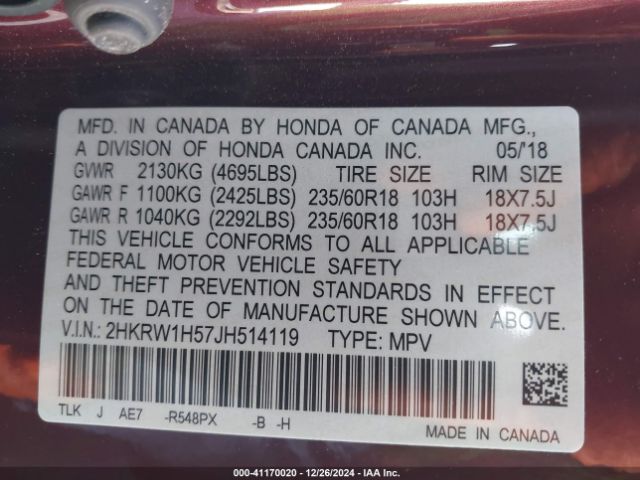 MFD. IN CANADA BY HONDA OF CANADA MFG.,
A DIVISION OF HONDA CANADA INC. 05/'18
GVWR 2130KG (4695LBS) TIRE SIZE RIM SIZE
GAWR F 1100KG (2425LBS) 235/60R18 103H 18X7.5J
GAWR R 1040KG (2292LBS) 235/60R18 103H 18X7.5J
THIS VEHICLE CONFORMS TO ALL APPLICABLE
FEDERAL MOTOR VEHICLE SAFETY
AND THEFT PREVENTION STANDARDS IN EFFECT
ON THE DATE OF MANUFACTURE SHOWN ABOVE.
V.I.N.: 2HKRW1H57JH514119 TYPE: MPV
TLK J AE7 -R548PX -B -H
MADE IN CANADA
000-41170020 - 12/26/2024 - IAA Inc.